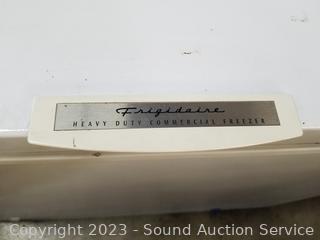 Frigidaire
HEAVY DUTY COMMERCIAL FREEZER
Copyright © 2023 - Sound Auction Service